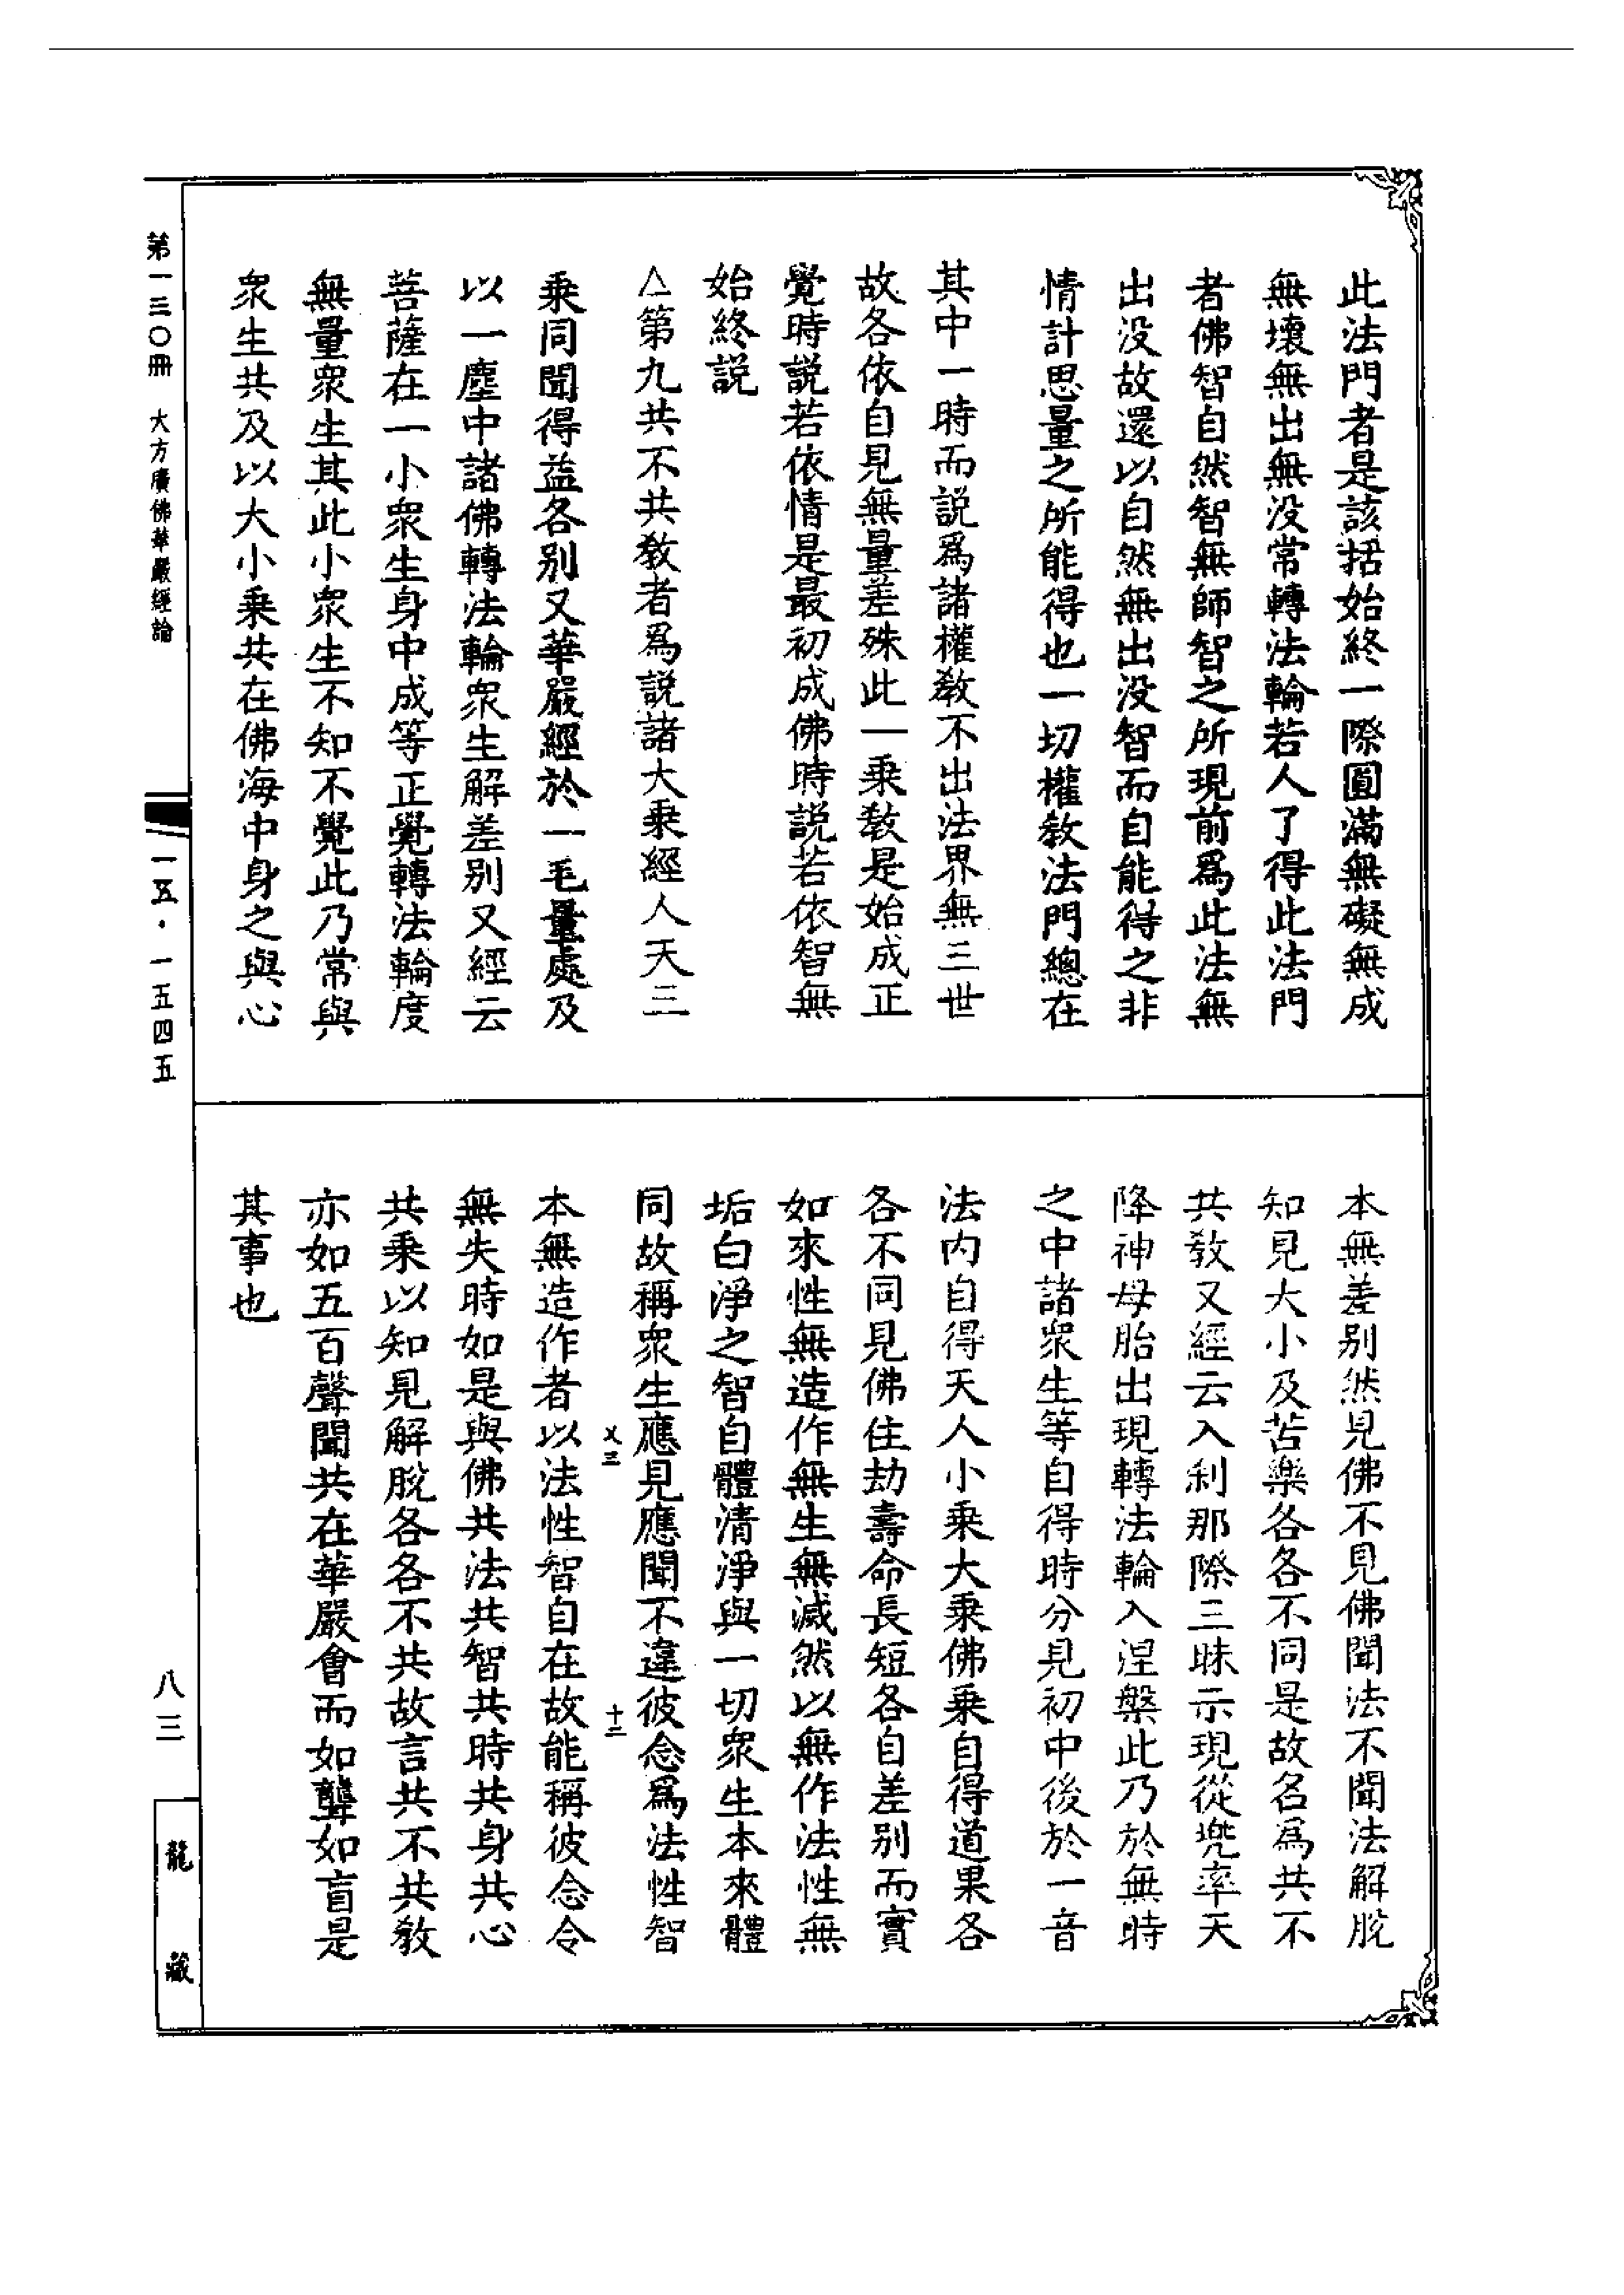 此法門者是該括始終一際圓滿無礙無成
無壞無出無没常轉法輪若人了得此法門
者佛智自然智無師智之所現前爲此法無
出没故還以自然無出没智而自能得之非
情計思量之所能得也一切權教法門總在
其中一時而説爲諸權教不出法界無三世
故各依自見無量差殊此一乘教是始成正
覺時説若依情是最初成佛時説若依智無
始終説
△第九共不共教者爲説諸大乘經人天三
乘同聞得益各别又華嚴經於一毛量處及
以一塵中諸佛轉法輪衆生解差别又經云
菩薩在一小衆生身中成等正覺轉法輪度
無量衆生其此小衆生不知不覺此乃常與
衆生共及以大小乘共在佛海中身之與心
本無差别然見佛不見佛聞法不聞法解脫
知見大小及苦樂各各不同是故名爲共不
共教又經云入刹那際三昧示現從兜率天
降神母胎出現轉法輪入涅槃此乃於無時
之中諸衆生等自得時分見初中後於一音
法内自得天人小乘大乘佛乘自得道果各
各不同見佛住劫壽命長短各自差别而實
如來性無造作無生無滅然以無作法性無
垢白淨之智自體清淨與一切衆生本來體
同故稱衆生應見應聞不違彼念爲法性智
乂三 十二
本無造作者以法性智自在故能稱彼念令
無失時如是與佛共法共智共時共身共心
共乘以知見解脫各各不共故言共不共教
亦如五百聲聞共在華嚴會而如聾如盲是
其事也
第一三〇冊 大方廣佛華嚴經論
一五·一五四五
八三
龍藏